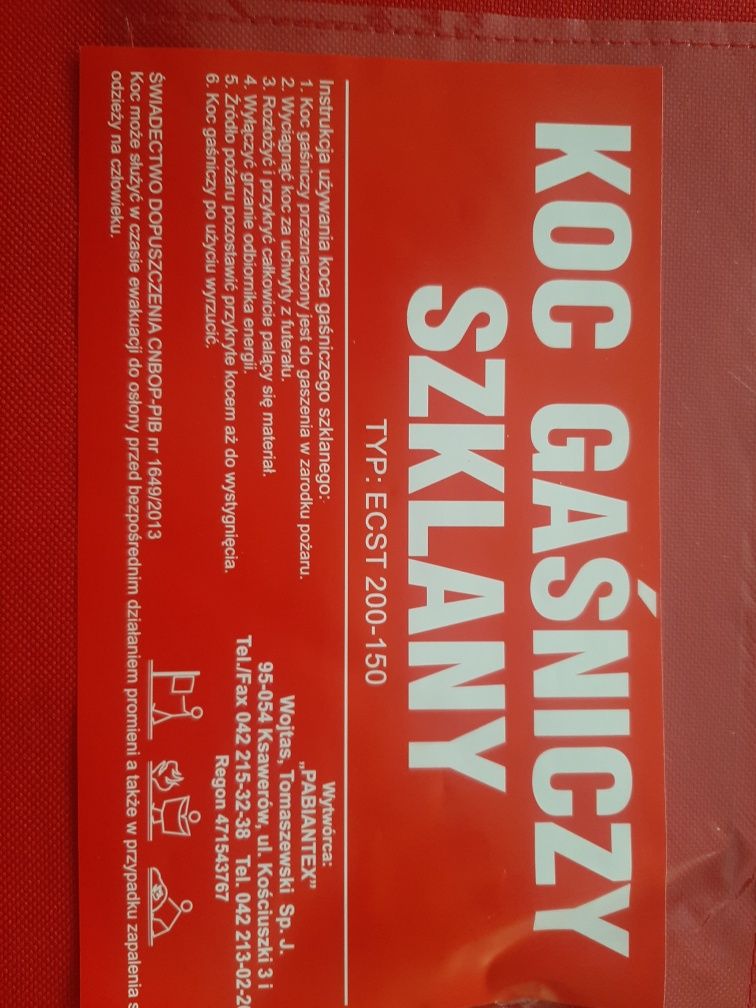 KOC GAŚNICZY
SZKLANY
TYP: ECST 200-150
Instrukcja używania koca gaśniczego szklanego:
1. Koc gaśniczy przeznaczony jest do gaszenia w zarodku pożaru.
2. Wyciągnąć koc za uchwyty z futerału.
3. Rozłożyć i przykryć całkowicie palący się materiał.
4. Wyłączyć grzanie odbiornika energii.
5. Źródło pożaru pozostawić przykryte kocem aż do wystygnięcia.
6. Koc gaśniczy po użyciu wyrzucić.
Wytwórca:
„PABIANTEX”
Wojtas, Tomaszewski Sp. J.
95-054 Ksawerów, ul. Kościuszki 3 i
Tel./Fax 042 215-32-38 Tel. 042 213-02-2
Regon 471543767
ŚWIADECTWO DOPUSZCZENIA CNBOP-PIB nr 1649/2013
Koc może służyć w czasie ewakuacji do osłony przed bezpośrednim działaniem promieni a także w przypadku zapalenia s
odzieży na człowieku.